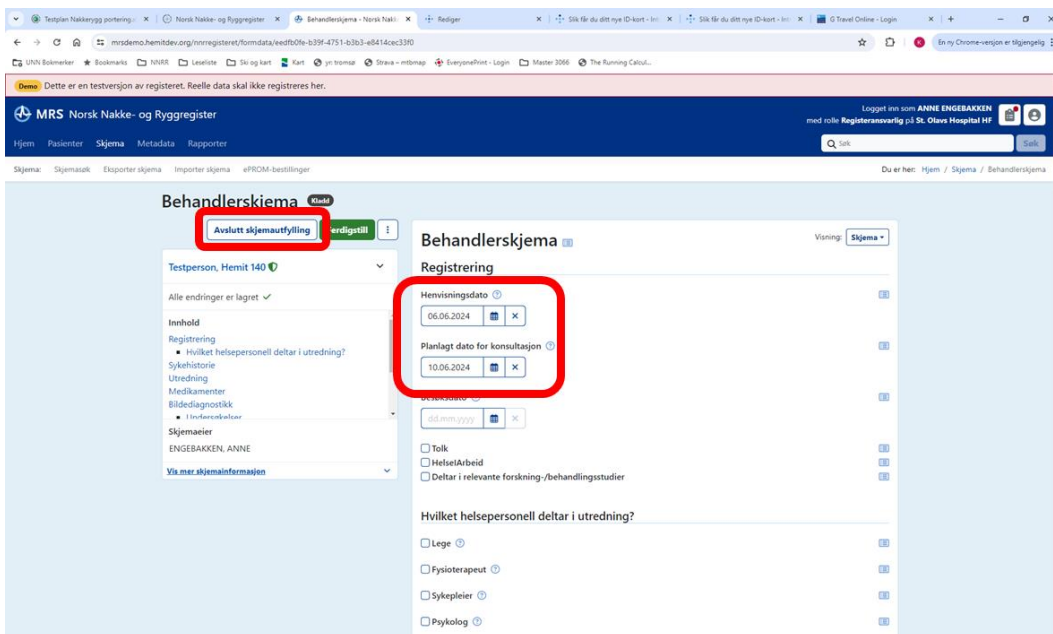 Testplan Nakkerygg portering
Norsk Nakke- og Ryggregister
Behandlerskjema - Norsk Nakk
Rediger
Slik får du ditt nye ID-kort - Int
Slik får du ditt nye ID-kort - Int
G Travel Online - Login
mrsdemo.hemitdev.org/nnrregisteret/formdata/eedfb0fe-b39f-4751-b3b3-e8414cec33f0
K
En ny Chrome-versjon er tilgjengelig
UNN Bokmerker Bookmarks NNRR Leseliste Ski og kart Kart yr: tromsø Strava – mtbmap EveryonePrint - Login Master 3066 The Running Calcul...
Demo Dette er en testversjon av registeret. Reelle data skal ikke registreres her.
MRS Norsk Nakke- og Ryggregister
Logget inn som ANNE ENGEBAKKEN
med rolle Registeransvarlig på St. Olavs Hospital HF
Hjem Pasienter Skjema Metadata Rapporter
Søk Søk
Skjema: Skjemasøk Eksporter skjema Importer skjema ePROM-bestillinger
Du er her: Hjem / Skjema / Behandlerskjema
Behandlerskjema Kladd
Avslutt skjemautfylling
erdigstill
Testperson, Hemit 140
Alle endringer er lagret
Innhold
Registrering
Hvilket helsepersonell deltar i utredning?
Sykehistorie
Utredning
Medikamenter
Bildediagnostikk
Undersøkelser
Skjemaeier
ENGEBAKKEN, ANNE
Vis mer skjemainformasjon
Behandlerskjema
Visning: Skjema
Registrering
Henvisningsdato
06.06.2024
Planlagt dato for konsultasjon
10.06.2024
Besøksdato
dd.mm.yyyy
Tolk
HelseIArbeid
Deltar i relevante forskning-/behandlingsstudier
Hvilket helsepersonell deltar i utredning?
Lege
Fysioterapeut
Sykepleier
Psykolog